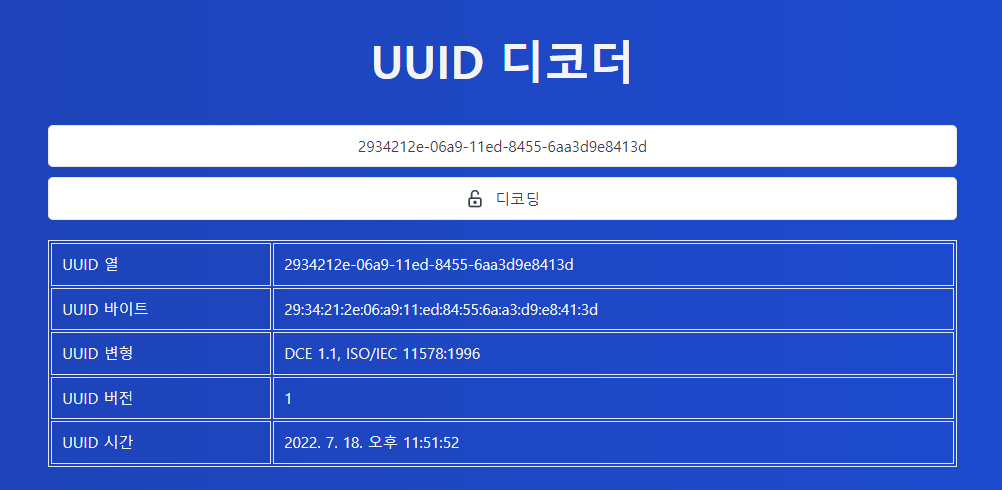 UUID 디코더
2934212e-06a9-11ed-8455-6aa3d9e8413d
디코딩
UUID 열 2934212e-06a9-11ed-8455-6aa3d9e8413d
UUID 바이트 29:34:21:2e:06:a9:11:ed:84:55:6a:a3:d9:e8:41:3d
UUID 변형 DCE 1.1, ISO/IEC 11578:1996
UUID 버전 1
UUID 시간 2022. 7. 18. 오후 11:51:52